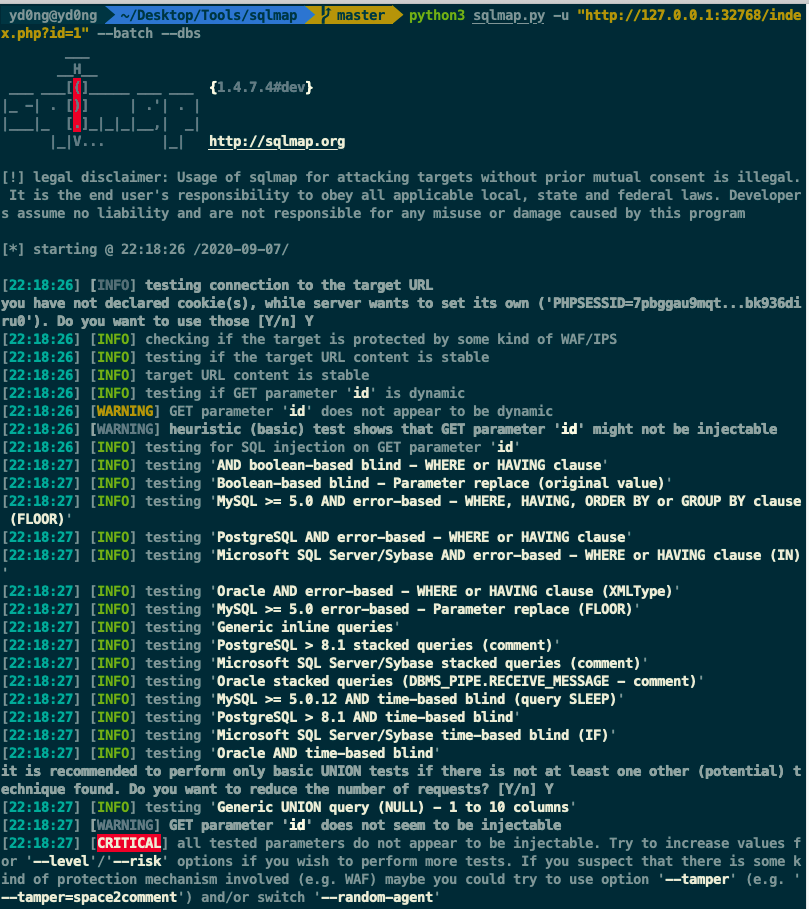 yd0ng@yd0ng ~/Desktop/Tools/sqlmap master python3 sqlmap.py -u "http://127.0.0.1:32768/inde
x.php?id=1" --batch --dbs
        ___
       __H__
 ___ ___[(]_____ ___ ___  {1.4.7.4#dev}
|_ -| . [)]     | .'| . |
|___|_  [.]_|_|_|__,|  _|
      |_|V...       |_|   http://sqlmap.org
[!] legal disclaimer: Usage of sqlmap for attacking targets without prior mutual consent is illegal.
 It is the end user's responsibility to obey all applicable local, state and federal laws. Developer
s assume no liability and are not responsible for any misuse or damage caused by this program
[*] starting @ 22:18:26 /2020-09-07/
[22:18:26] [INFO] testing connection to the target URL
you have not declared cookie(s), while server wants to set its own ('PHPSESSID=7pbggau9mqt...bk936di
ru0'). Do you want to use those [Y/n] Y
[22:18:26] [INFO] checking if the target is protected by some kind of WAF/IPS
[22:18:26] [INFO] testing if the target URL content is stable
[22:18:26] [INFO] target URL content is stable
[22:18:26] [INFO] testing if GET parameter 'id' is dynamic
[22:18:26] [WARNING] GET parameter 'id' does not appear to be dynamic
[22:18:26] [WARNING] heuristic (basic) test shows that GET parameter 'id' might not be injectable
[22:18:26] [INFO] testing for SQL injection on GET parameter 'id'
[22:18:27] [INFO] testing 'AND boolean-based blind - WHERE or HAVING clause'
[22:18:27] [INFO] testing 'Boolean-based blind - Parameter replace (original value)'
[22:18:27] [INFO] testing 'MySQL >= 5.0 AND error-based - WHERE, HAVING, ORDER BY or GROUP BY clause
 (FLOOR)'
[22:18:27] [INFO] testing 'PostgreSQL AND error-based - WHERE or HAVING clause'
[22:18:27] [INFO] testing 'Microsoft SQL Server/Sybase AND error-based - WHERE or HAVING clause (IN)
'
[22:18:27] [INFO] testing 'Oracle AND error-based - WHERE or HAVING clause (XMLType)'
[22:18:27] [INFO] testing 'MySQL >= 5.0 error-based - Parameter replace (FLOOR)'
[22:18:27] [INFO] testing 'Generic inline queries'
[22:18:27] [INFO] testing 'PostgreSQL > 8.1 stacked queries (comment)'
[22:18:27] [INFO] testing 'Microsoft SQL Server/Sybase stacked queries (comment)'
[22:18:27] [INFO] testing 'Oracle stacked queries (DBMS_PIPE.RECEIVE_MESSAGE - comment)'
[22:18:27] [INFO] testing 'MySQL >= 5.0.12 AND time-based blind (query SLEEP)'
[22:18:27] [INFO] testing 'PostgreSQL > 8.1 AND time-based blind'
[22:18:27] [INFO] testing 'Microsoft SQL Server/Sybase time-based blind (IF)'
[22:18:27] [INFO] testing 'Oracle AND time-based blind'
it is recommended to perform only basic UNION tests if there is not at least one other (potential) t
echnique found. Do you want to reduce the number of requests? [Y/n] Y
[22:18:27] [INFO] testing 'Generic UNION query (NULL) - 1 to 10 columns'
[22:18:27] [WARNING] GET parameter 'id' does not seem to be injectable
[22:18:27] [CRITICAL] all tested parameters do not appear to be injectable. Try to increase values f
or '--level'/'--risk' options if you wish to perform more tests. If you suspect that there is some k
ind of protection mechanism involved (e.g. WAF) maybe you could try to use option '--tamper' (e.g. '
--tamper=space2comment') and/or switch '--random-agent'